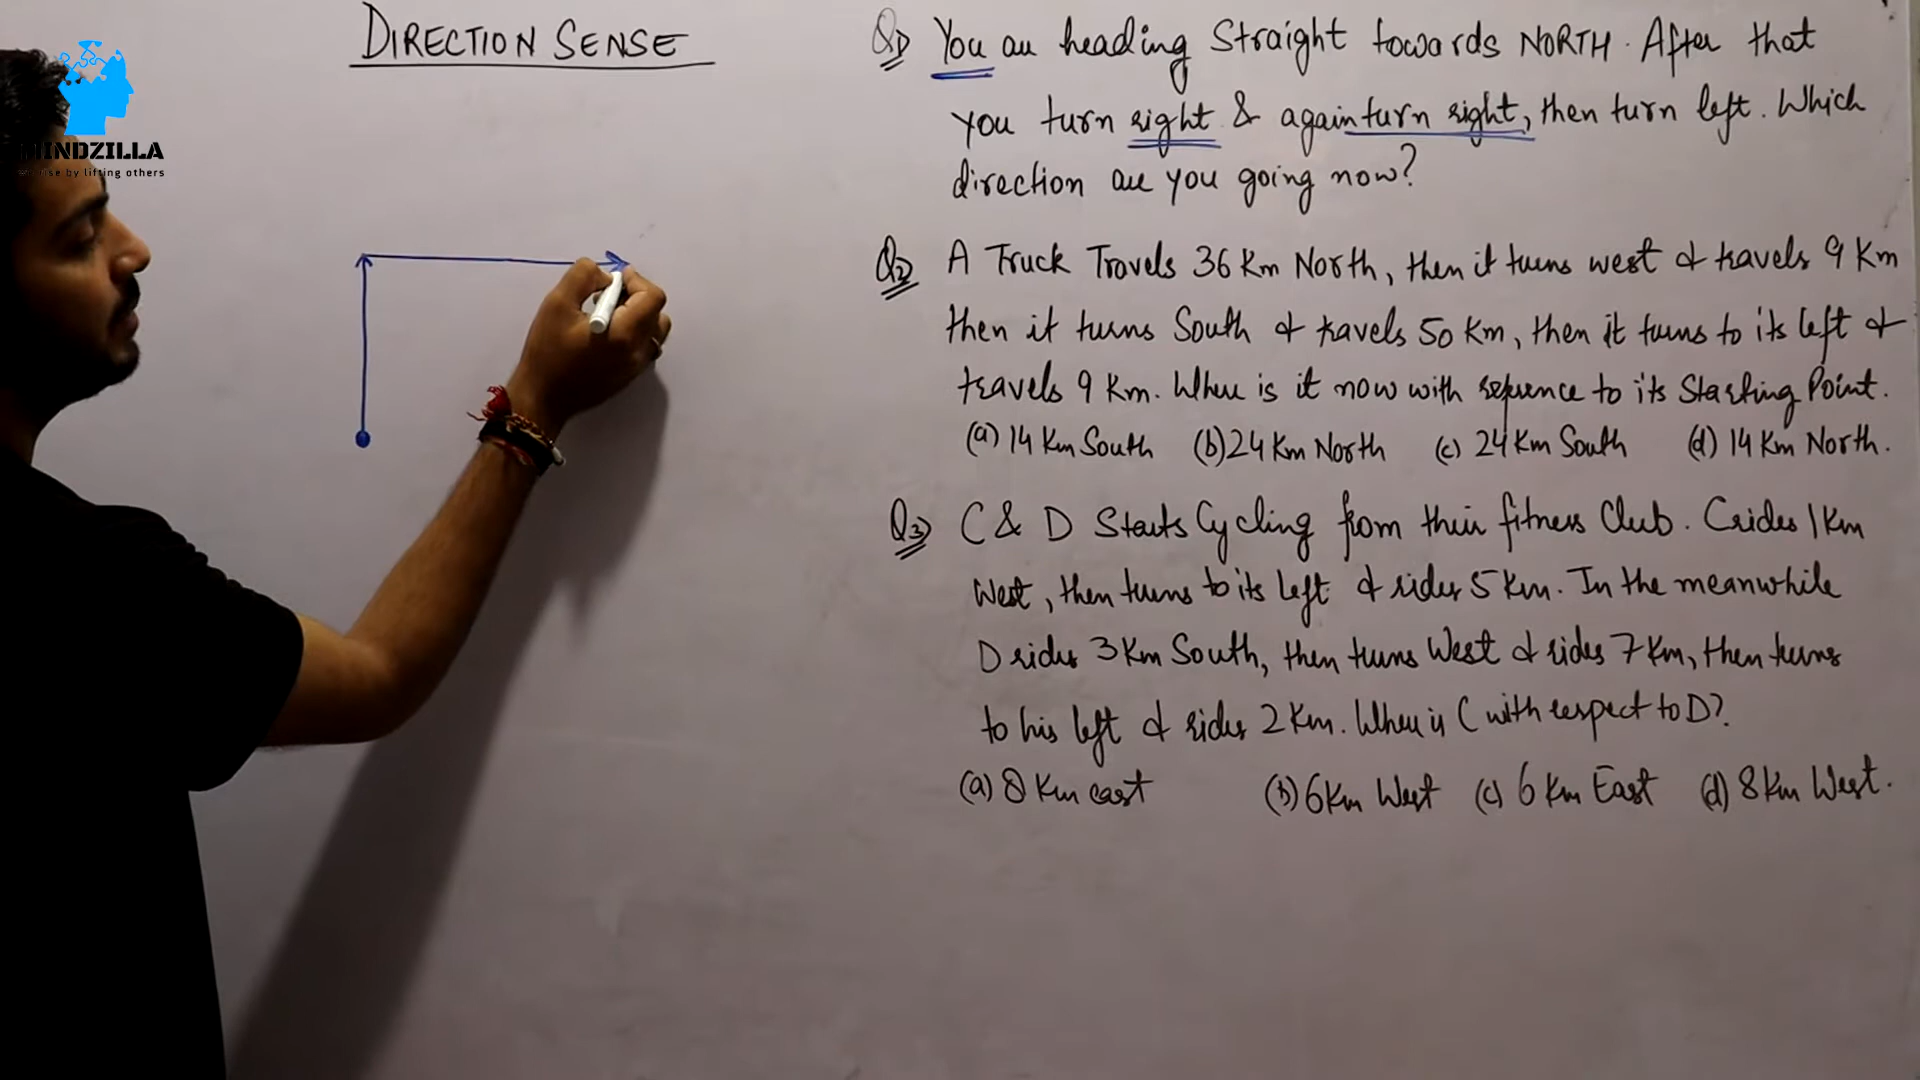 DIRECTION SENSE
MINDZILLA
we rise by lifting others
Q1) You are heading Straight towards NORTH. After that
you turn right & again turn right, then turn left. Which
direction are you going now?
Q2) A Truck Travels 36 Km North, then it turns west & travels 9 Km
then it turns South & travels 50 Km, then it turns to its left &
travels 9 Km. Where is it now with reference to its Starting Point.
(a) 14 Km South (b) 24 Km North (c) 24 Km South (d) 14 Km North.
Q3) C & D Starts Cycling from their fitness Club. C rides 1 Km
West, then turns to its left & rides 5 Km. In the meanwhile
D rides 3 Km South, then turns West & rides 7 Km, then turns
to his left & rides 2 Km. Where is C with respect to D?
(a) 8 Km east (b) 6 Km West (c) 6 Km East (d) 8 Km West.